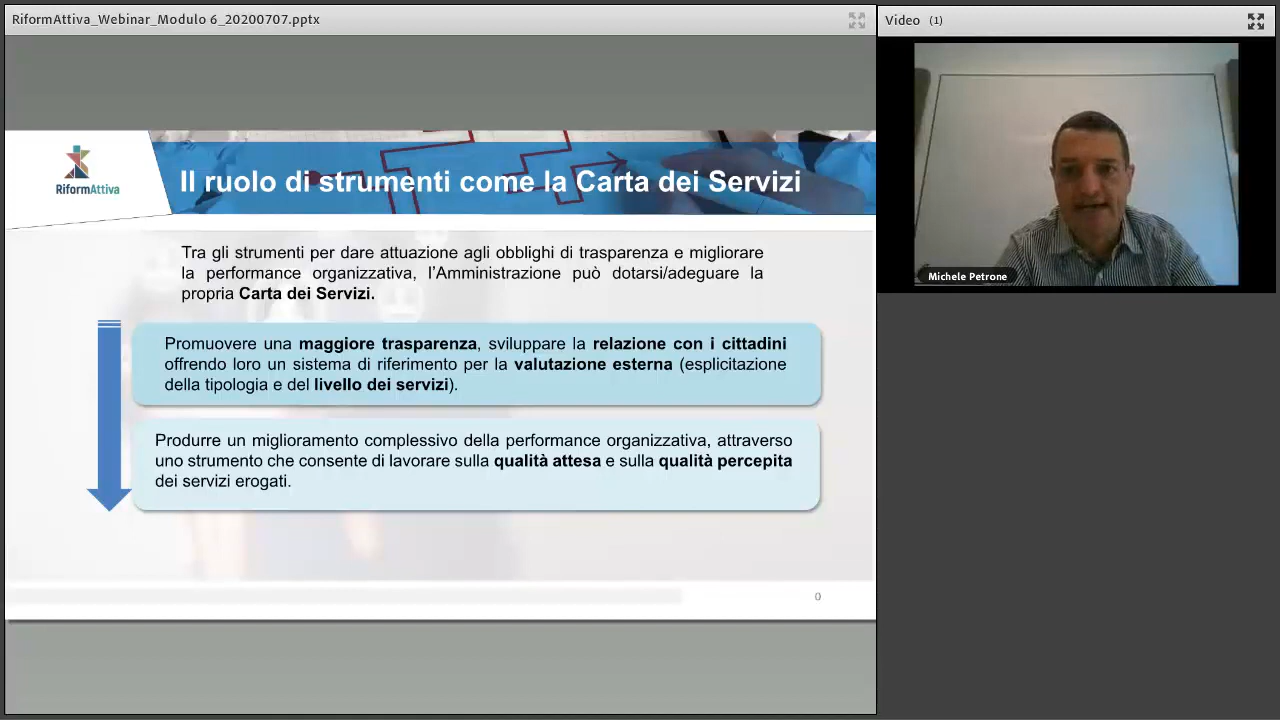 RiformAttiva_Webinar_Modulo 6_20200707.pptx
Video (1)
RiformAttiva
Il ruolo di strumenti come la Carta dei Servizi
Tra gli strumenti per dare attuazione agli obblighi di trasparenza e migliorare
la performance organizzativa, l'Amministrazione può dotarsi/adeguare la
propria Carta dei Servizi.
Promuovere una maggiore trasparenza, sviluppare la relazione con i cittadini
offrendo loro un sistema di riferimento per la valutazione esterna (esplicitazione
della tipologia e del livello dei servizi).
Produrre un miglioramento complessivo della performance organizzativa, attraverso
uno strumento che consente di lavorare sulla qualità attesa e sulla qualità percepita
dei servizi erogati.
0
Michele Petrone